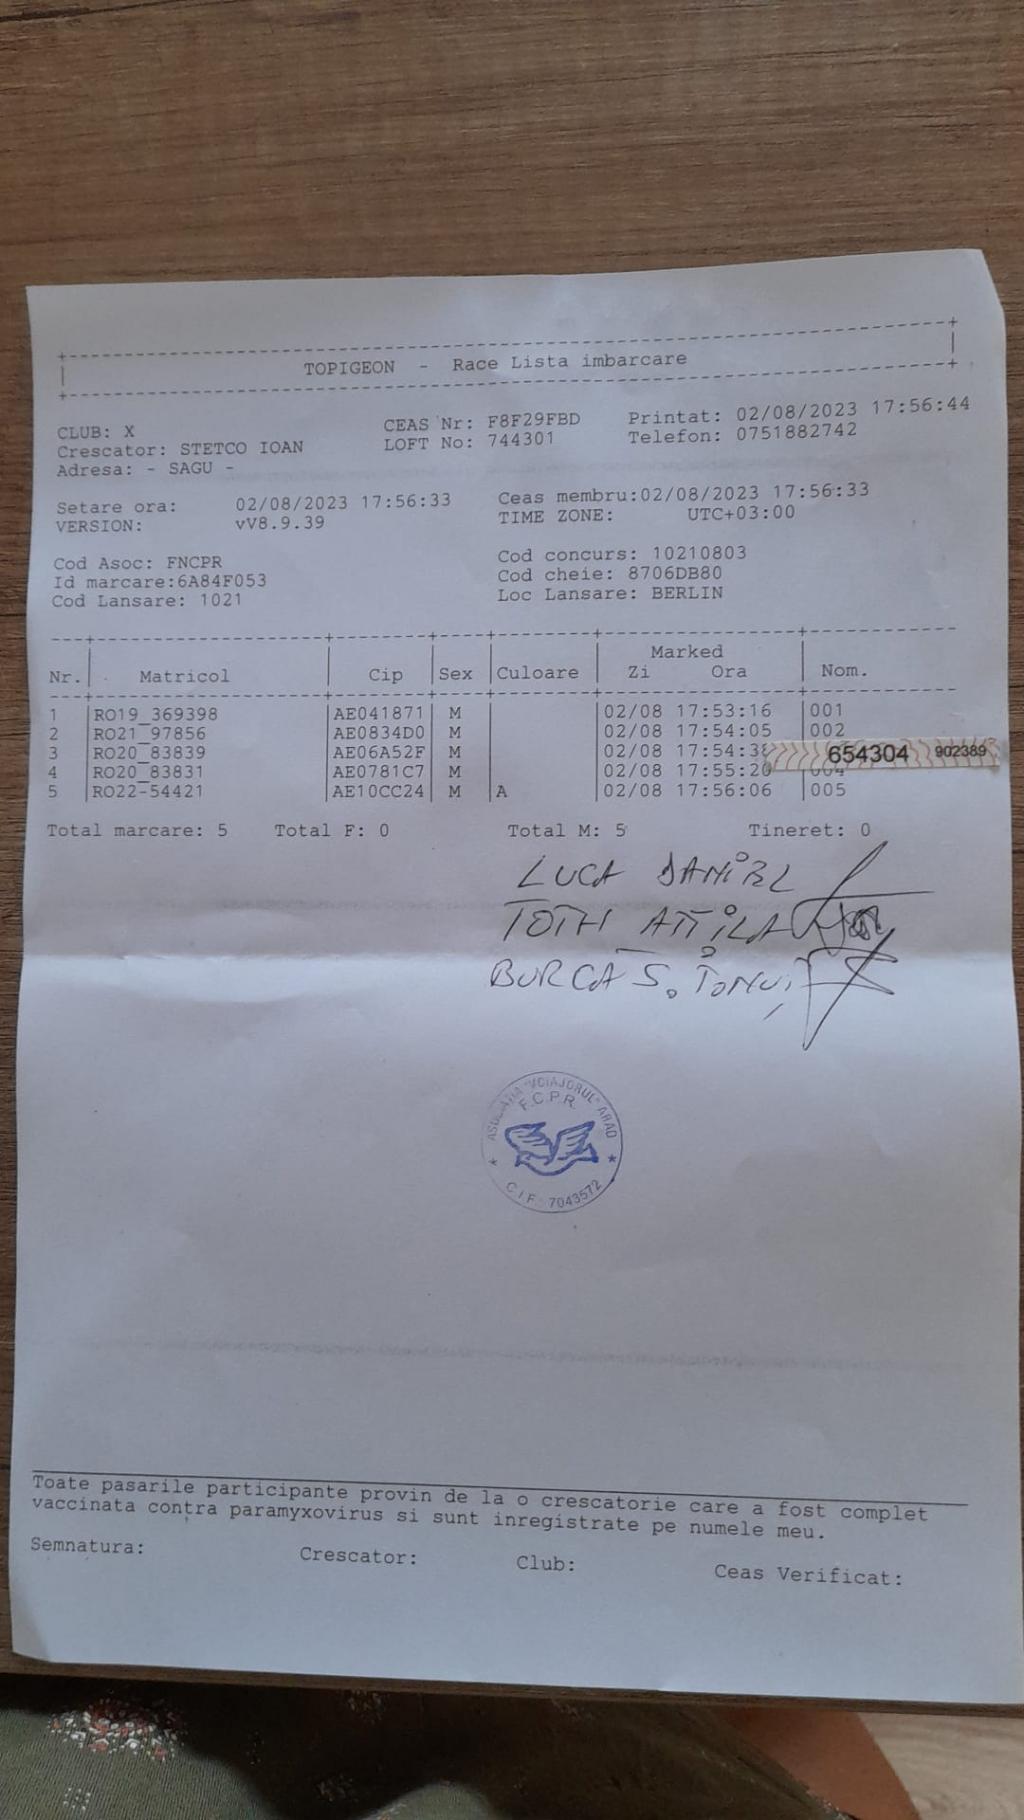 TOPIGEON - Race Lista imbarcare
CLUB: X CEAS Nr: F8F29FBD Printat: 02/08/2023 17:56:44
Crescator: STETCO IOAN LOFT No: 744301 Telefon: 0751882742
Adresa: - SAGU -
Setare ora: 02/08/2023 17:56:33 Ceas membru:02/08/2023 17:56:33
VERSION: vV8.9.39 TIME ZONE: UTC+03:00
Cod Asoc: FNCPR Cod concurs: 10210803
Id marcare:6A84F053 Cod cheie: 8706DB80
Cod Lansare: 1021 Loc Lansare: BERLIN
Marked
Nr. Matricol Cip Sex Culoare Zi Ora Nom.
1 RO19_369398 AE041871 M 02/08 17:53:16 001
2 RO21_97856 AE0834D0 M 02/08 17:54:05 002
3 RO20_83839 AE06A52F M 02/08 654304 902389
4 RO20_83831 AE0781C7 M 02/08 17:55:20 004
5 RO22-54421 AE10CC24 M A 02/08 17:56:06 005
Total marcare: 5 Total F: 0 Total M: 5 Tineret: 0
LUCA DANIEL
TOTH ATTILA
BURCA S. IONUT
ASOCIATIA "VOIAJORUL" ARAD
F.C.P.R.
C.I.F. 7043572
Toate pasarile participante provin de la o crescatorie care a fost complet
vaccinata contra paramyxovirus si sunt inregistrate pe numele meu.
Semnatura: Crescator: Club: Ceas Verificat: